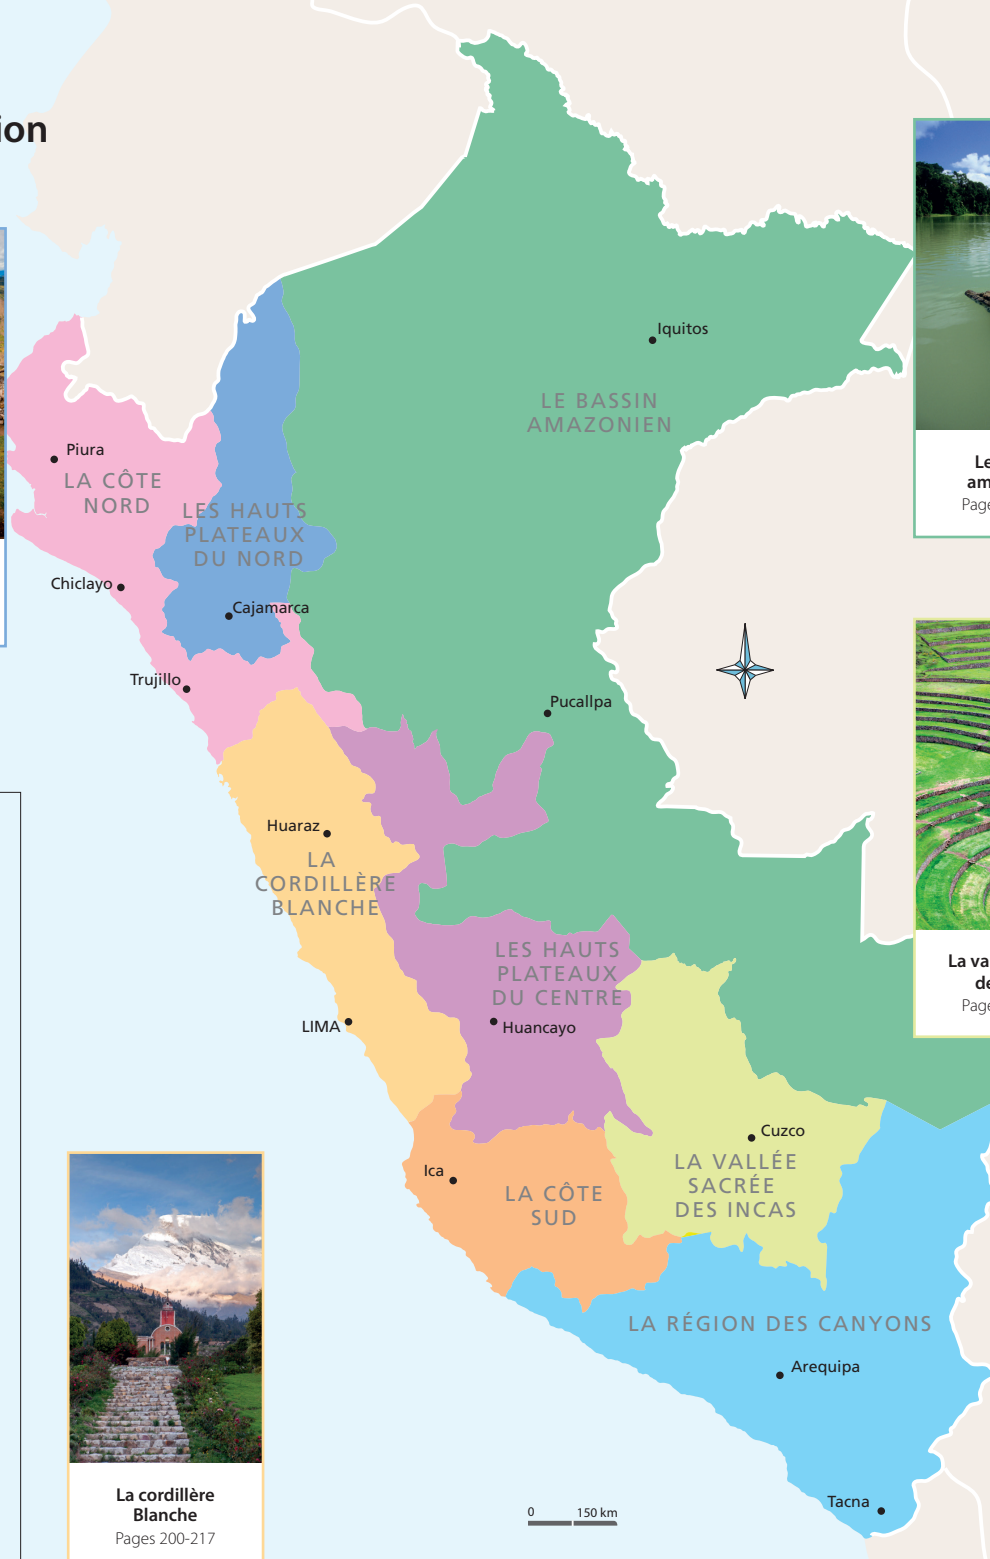 ion
Iquitos
LE BASSIN
AMAZONIEN
Piura
LA CÔTE
NORD
LES HAUTS
PLATEAUX
DU NORD
Chiclayo
Cajamarca
Trujillo
Pucallpa
Huaraz
LA
CORDILLÈRE
BLANCHE
LES HAUTS
PLATEAUX
DU CENTRE
LIMA
Huancayo
Cuzco
LA VALLÉE
SACRÉE
DES INCAS
Ica
LA CÔTE
SUD
LA RÉGION DES CANYONS
Arequipa
Tacna
0 150 km
Le
am
Page
La va
de
Page
La cordillère
Blanche
Pages 200-217